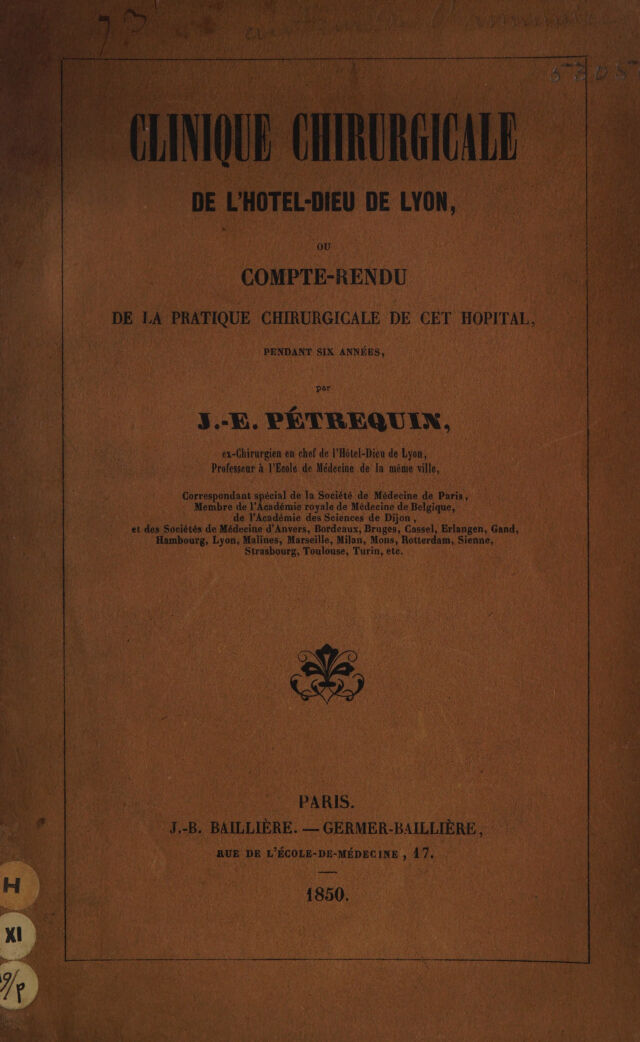 73
5305
CLINIQUE CHIRURGICALE
DE L'HOTEL-DIEU DE LYON,
OU
COMPTE-RENDU
DE LA PRATIQUE CHIRURGICALE DE CET HOPITAL,
PENDANT SIX ANNÉES,
par
J.-E. PÉTREQUIN,
ex-Chirurgien en chef de l'Hôtel-Dieu de Lyon,
Professeur à l'Ecole de Médecine de la même ville,
Correspondant spécial de la Société de Médecine de Paris,
Membre de l'Académie royale de Médecine de Belgique,
de l'Académie des Sciences de Dijon,
et des Sociétés de Médecine d'Anvers, Bordeaux, Bruges, Cassel, Erlangen, Gand,
Hambourg, Lyon, Malines, Marseille, Milan, Mons, Rotterdam, Sienne,
Strasbourg, Toulouse, Turin, etc.
PARIS.
J.-B. BAILLIÈRE. — GERMER-BAILLIÈRE,
RUE DE L'ÉCOLE-DE-MÉDECINE, 17.
1850.
H
XI
9/p